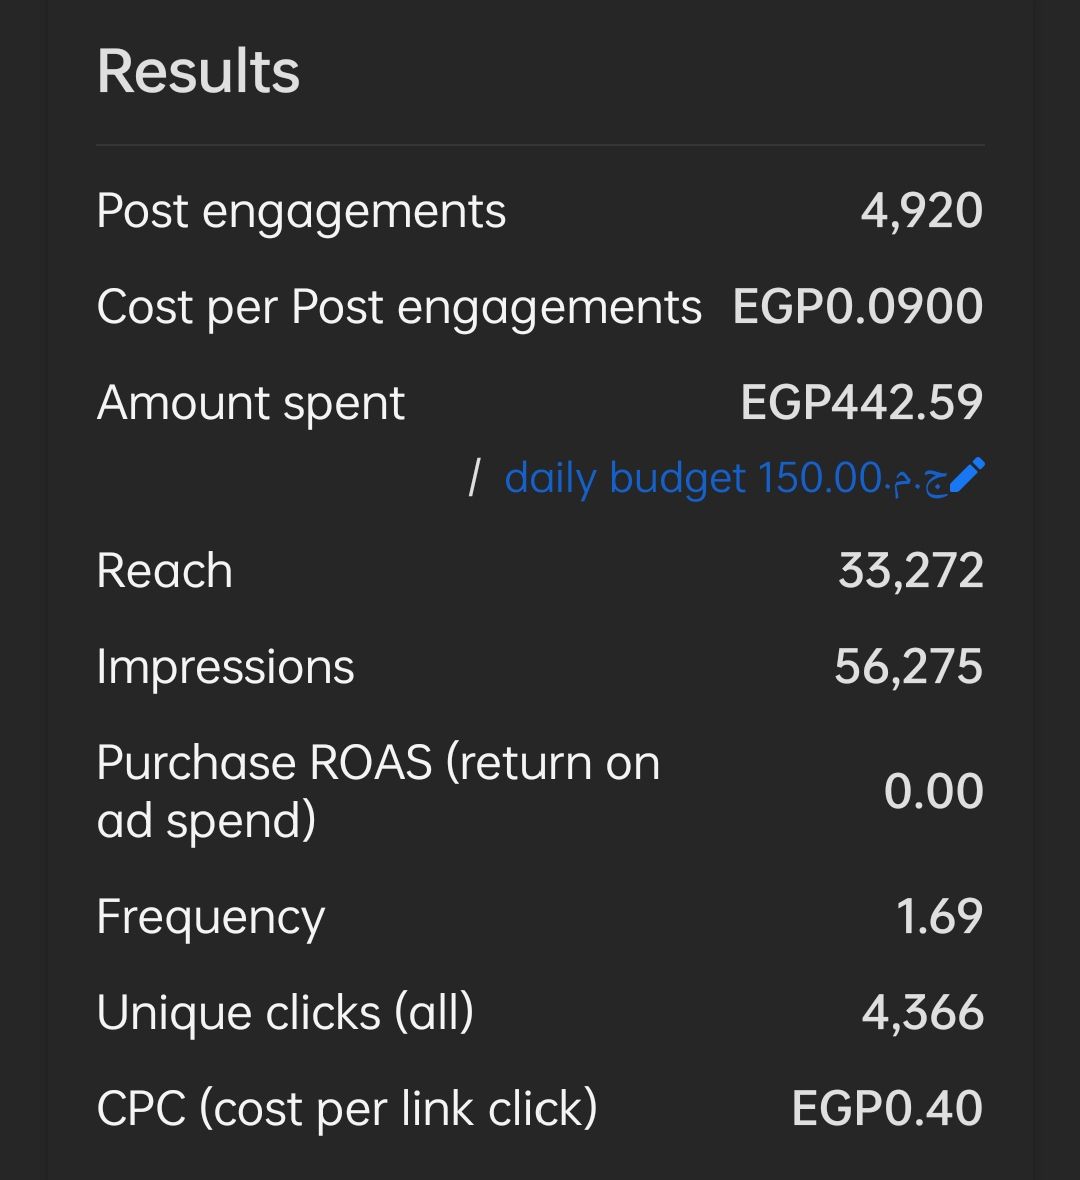 Results
Post engagements 4,920
Cost per Post engagements EGP0.0900
Amount spent EGP442.59
/ daily budget 150.00.ج.م
Reach 33,272
Impressions 56,275
Purchase ROAS (return on
ad spend) 0.00
Frequency 1.69
Unique clicks (all) 4,366
CPC (cost per link click) EGP0.40